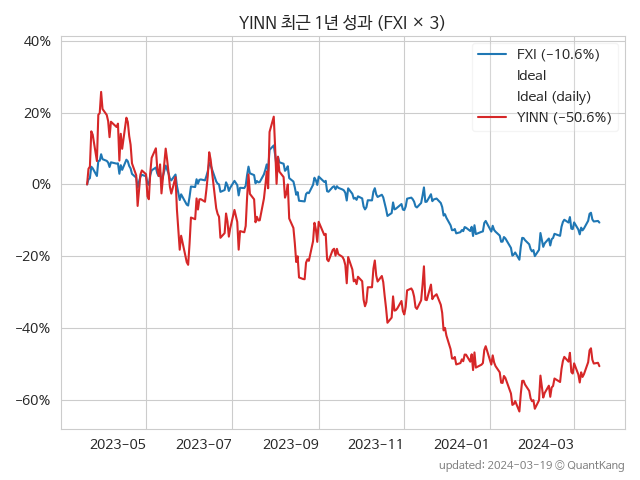 YINN 최근 1년 성과 (FXI × 3)
40%
20%
0%
−20%
−40%
−60%
FXI (−10.6%)
Ideal
Ideal (daily)
YINN (−50.6%)
2023-05
2023-07
2023-09
2023-11
2024-01
2024-03
updated: 2024-03-19 © QuantKang